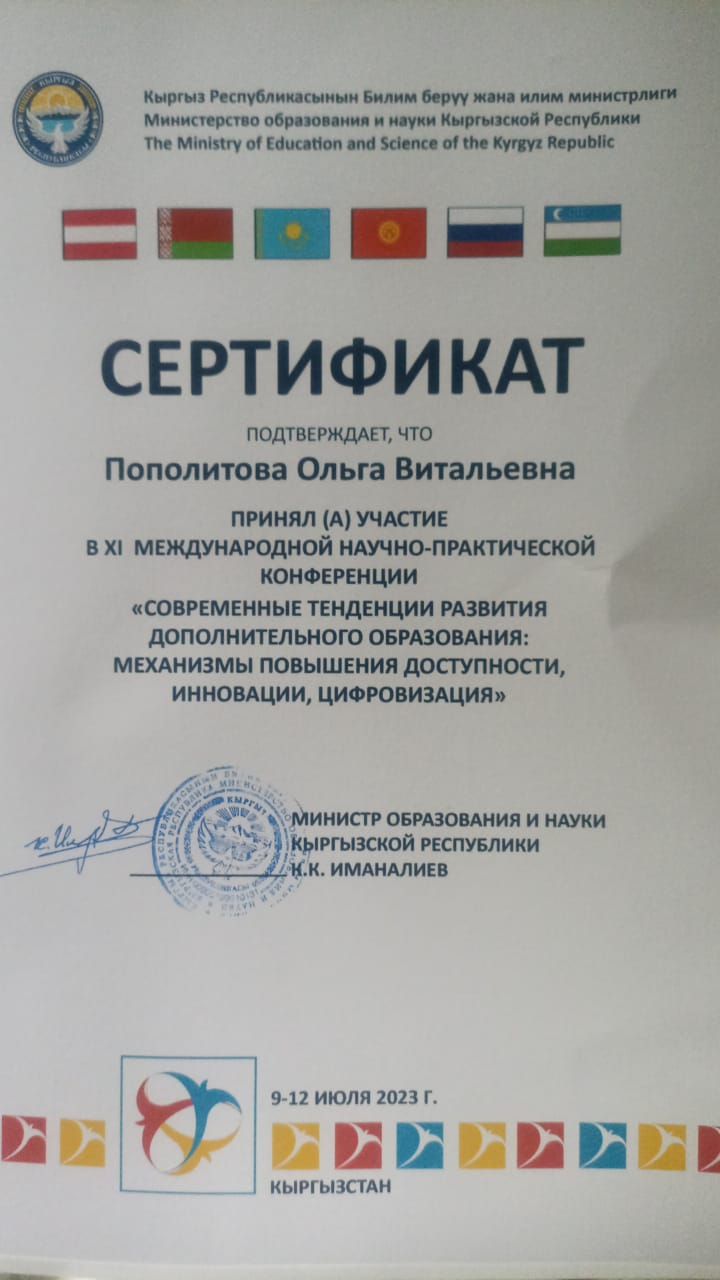 Кыргыз Республикасынын Билим берүү жана илим министрлиги
Министерство образования и науки Кыргызской Республики
The Ministry of Education and Science of the Kyrgyz Republic
СЕРТИФИКАТ
ПОДТВЕРЖДАЕТ, ЧТО
Пополитова Ольга Витальевна
ПРИНЯЛ (А) УЧАСТИЕ
В XI МЕЖДУНАРОДНОЙ НАУЧНО-ПРАКТИЧЕСКОЙ
КОНФЕРЕНЦИИ
«СОВРЕМЕННЫЕ ТЕНДЕНЦИИ РАЗВИТИЯ
ДОПОЛНИТЕЛЬНОГО ОБРАЗОВАНИЯ:
МЕХАНИЗМЫ ПОВЫШЕНИЯ ДОСТУПНОСТИ,
ИННОВАЦИИ, ЦИФРОВИЗАЦИЯ»
МИНИСТР ОБРАЗОВАНИЯ И НАУКИ
КЫРГЫЗСКОЙ РЕСПУБЛИКИ
К.К. ИМАНАЛИЕВ
9-12 ИЮЛЯ 2023 Г.
КЫРГЫЗСТАН